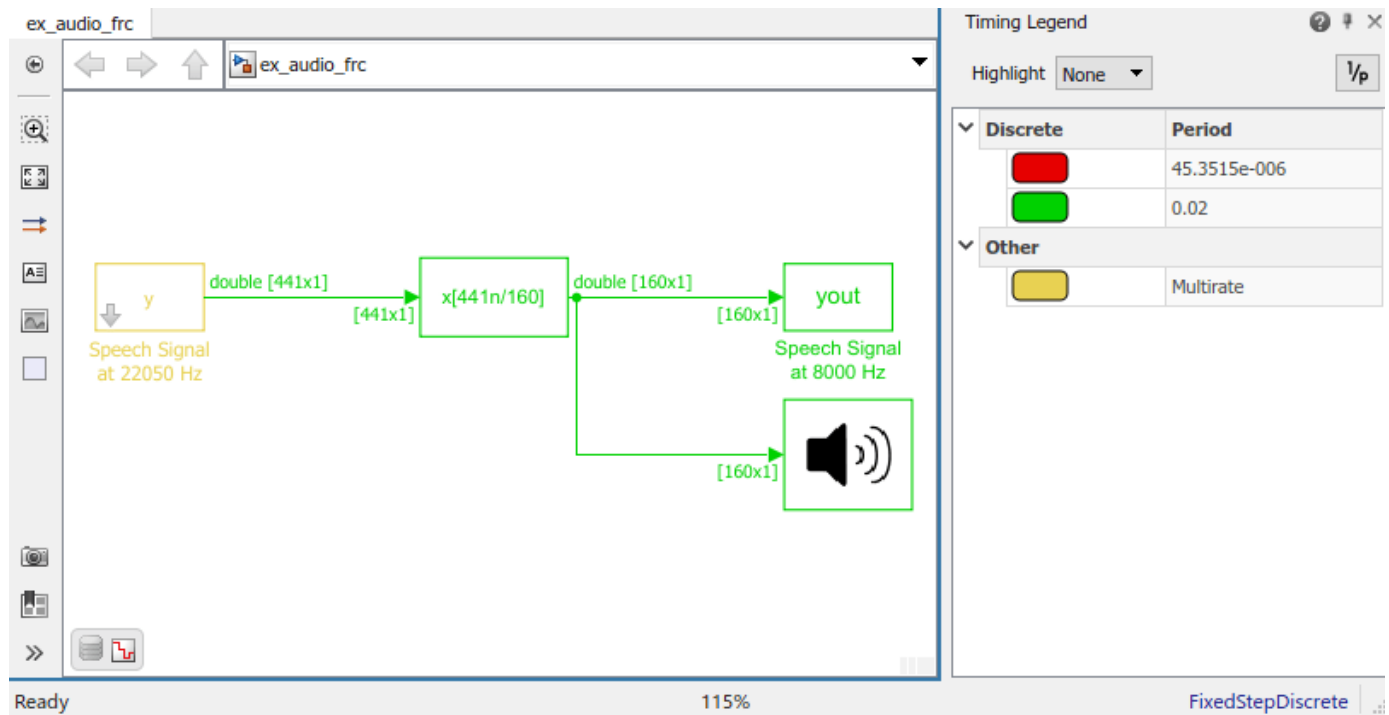 ex_audio_frc
ex_audio_frc
y
double [441x1]
[441x1]
Speech Signal
at 22050 Hz
x[441n/160]
double [160x1]
[160x1]
yout
Speech Signal
at 8000 Hz
[160x1]
Ready
115%
FixedStepDiscrete
Timing Legend
Highlight None
1/P
Discrete Period
45.3515e-006
0.02
Other
Multirate